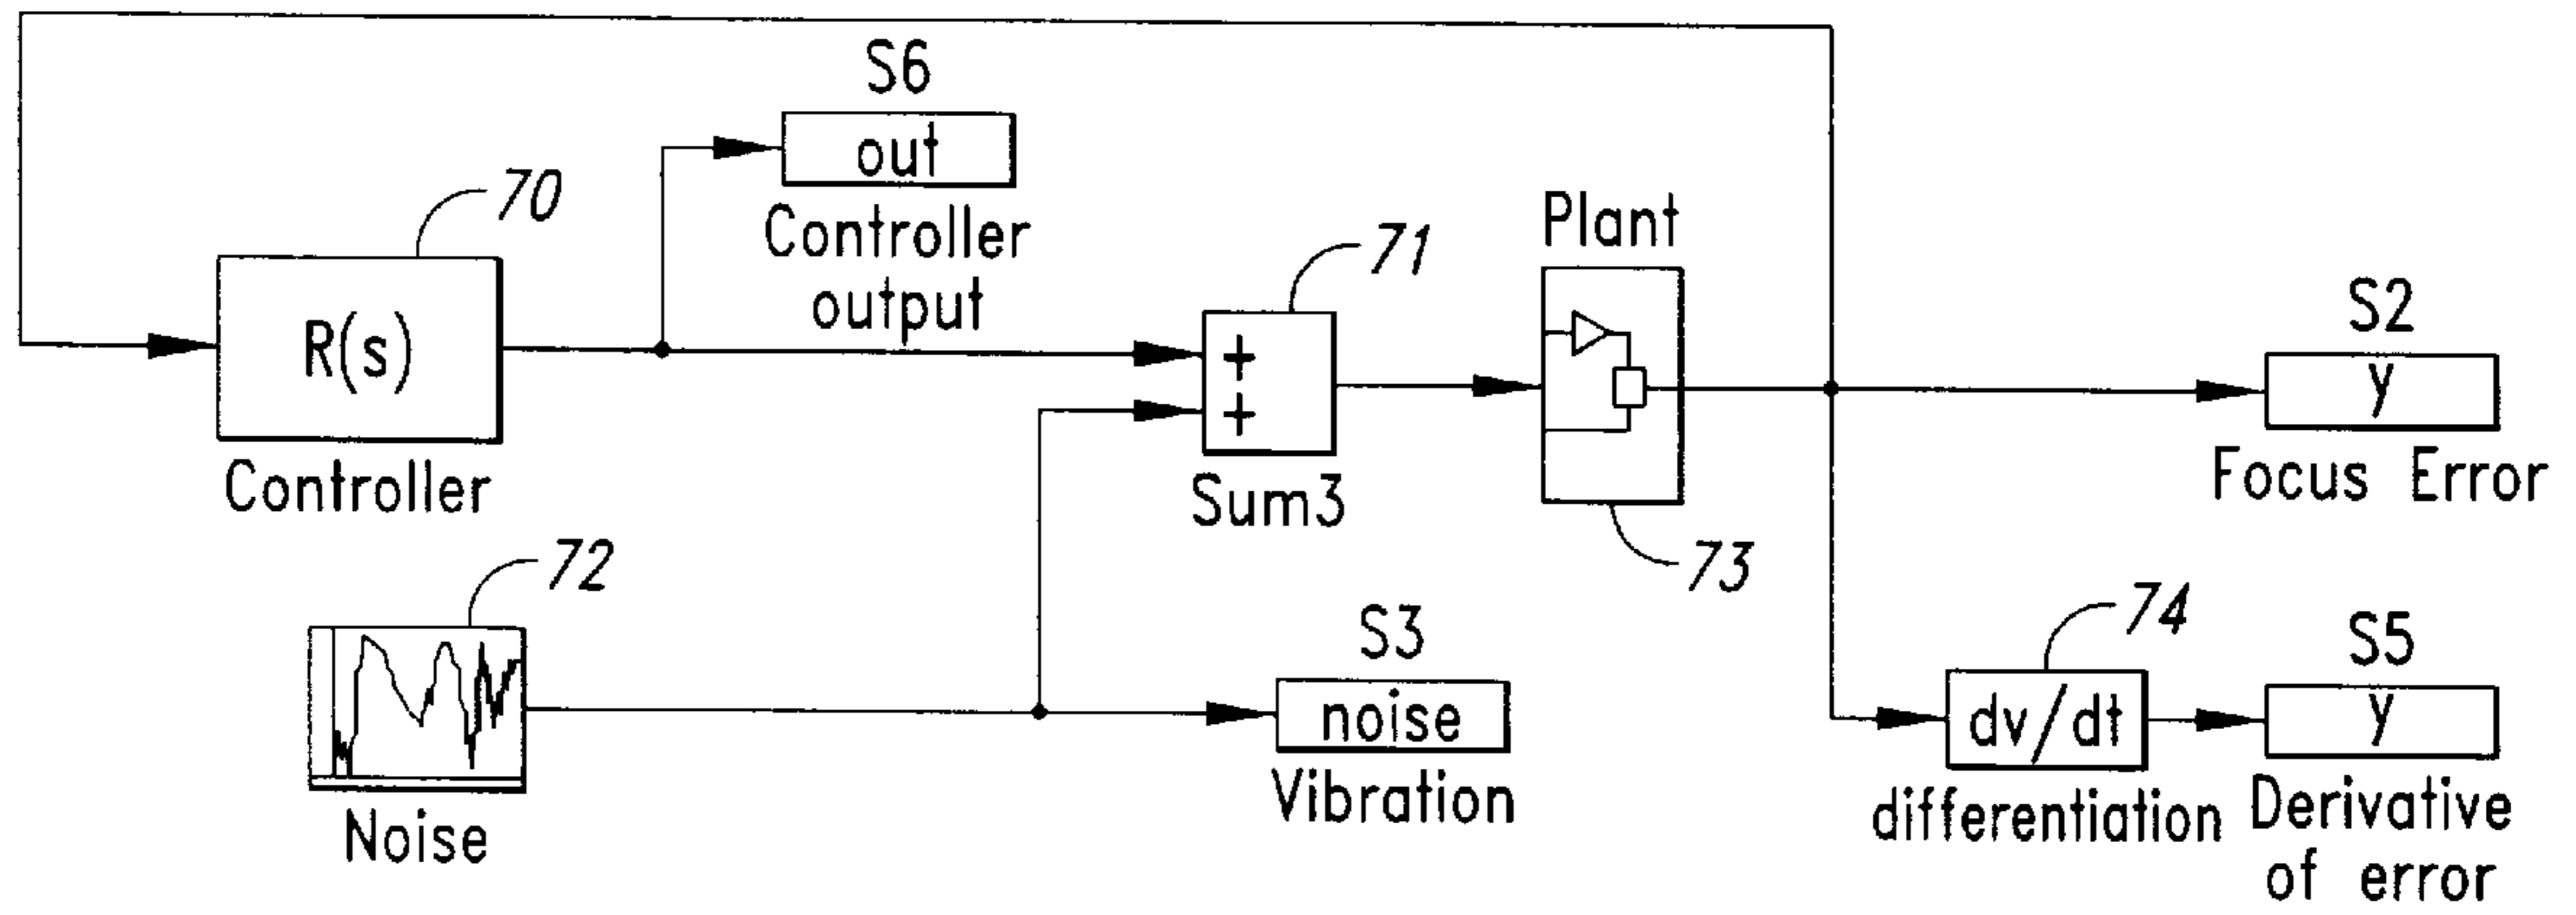 S6
out
Controller
output
70
R(s)
Controller
71
+
+
Sum3
Plant
73
S2
y
Focus Error
72
Noise
S3
noise
Vibration
74
dv/dt
differentiation
S5
y
Derivative
of error